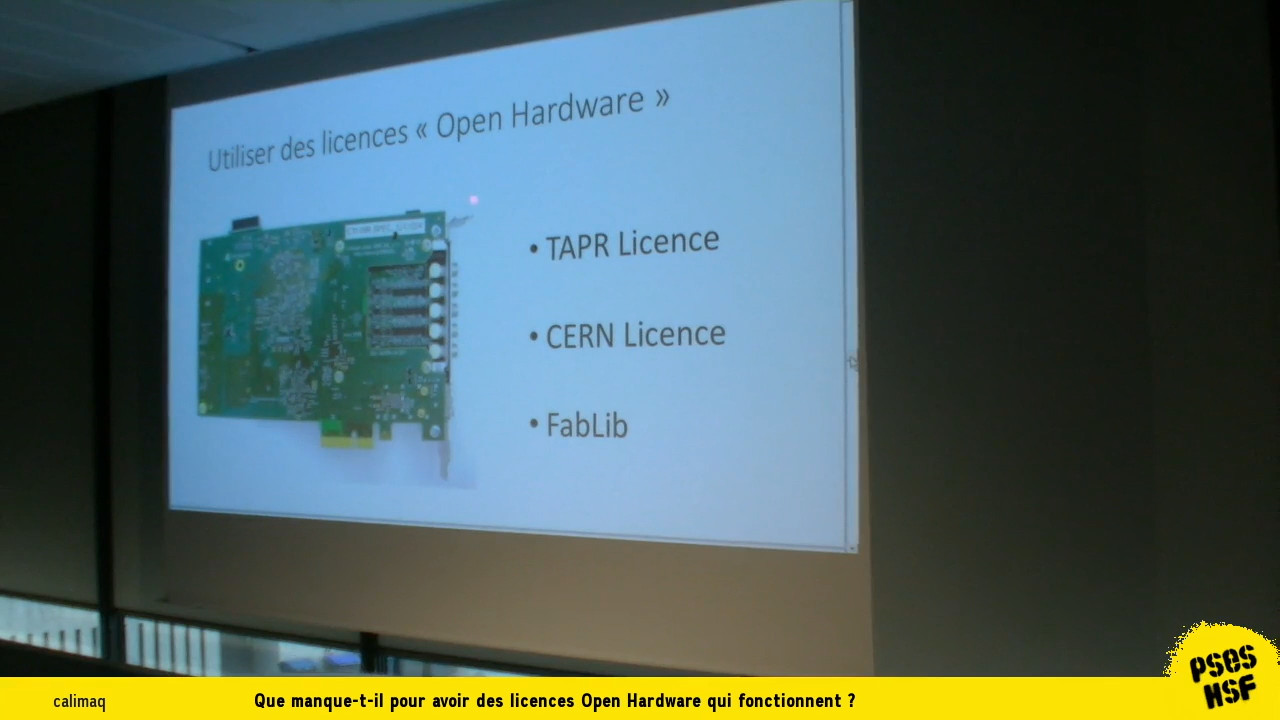 Utiliser des licences « Open Hardware »
• TAPR Licence
• CERN Licence
• FabLib
calimaq
Que manque-t-il pour avoir des licences Open Hardware qui fonctionnent ?
PSES
HSF